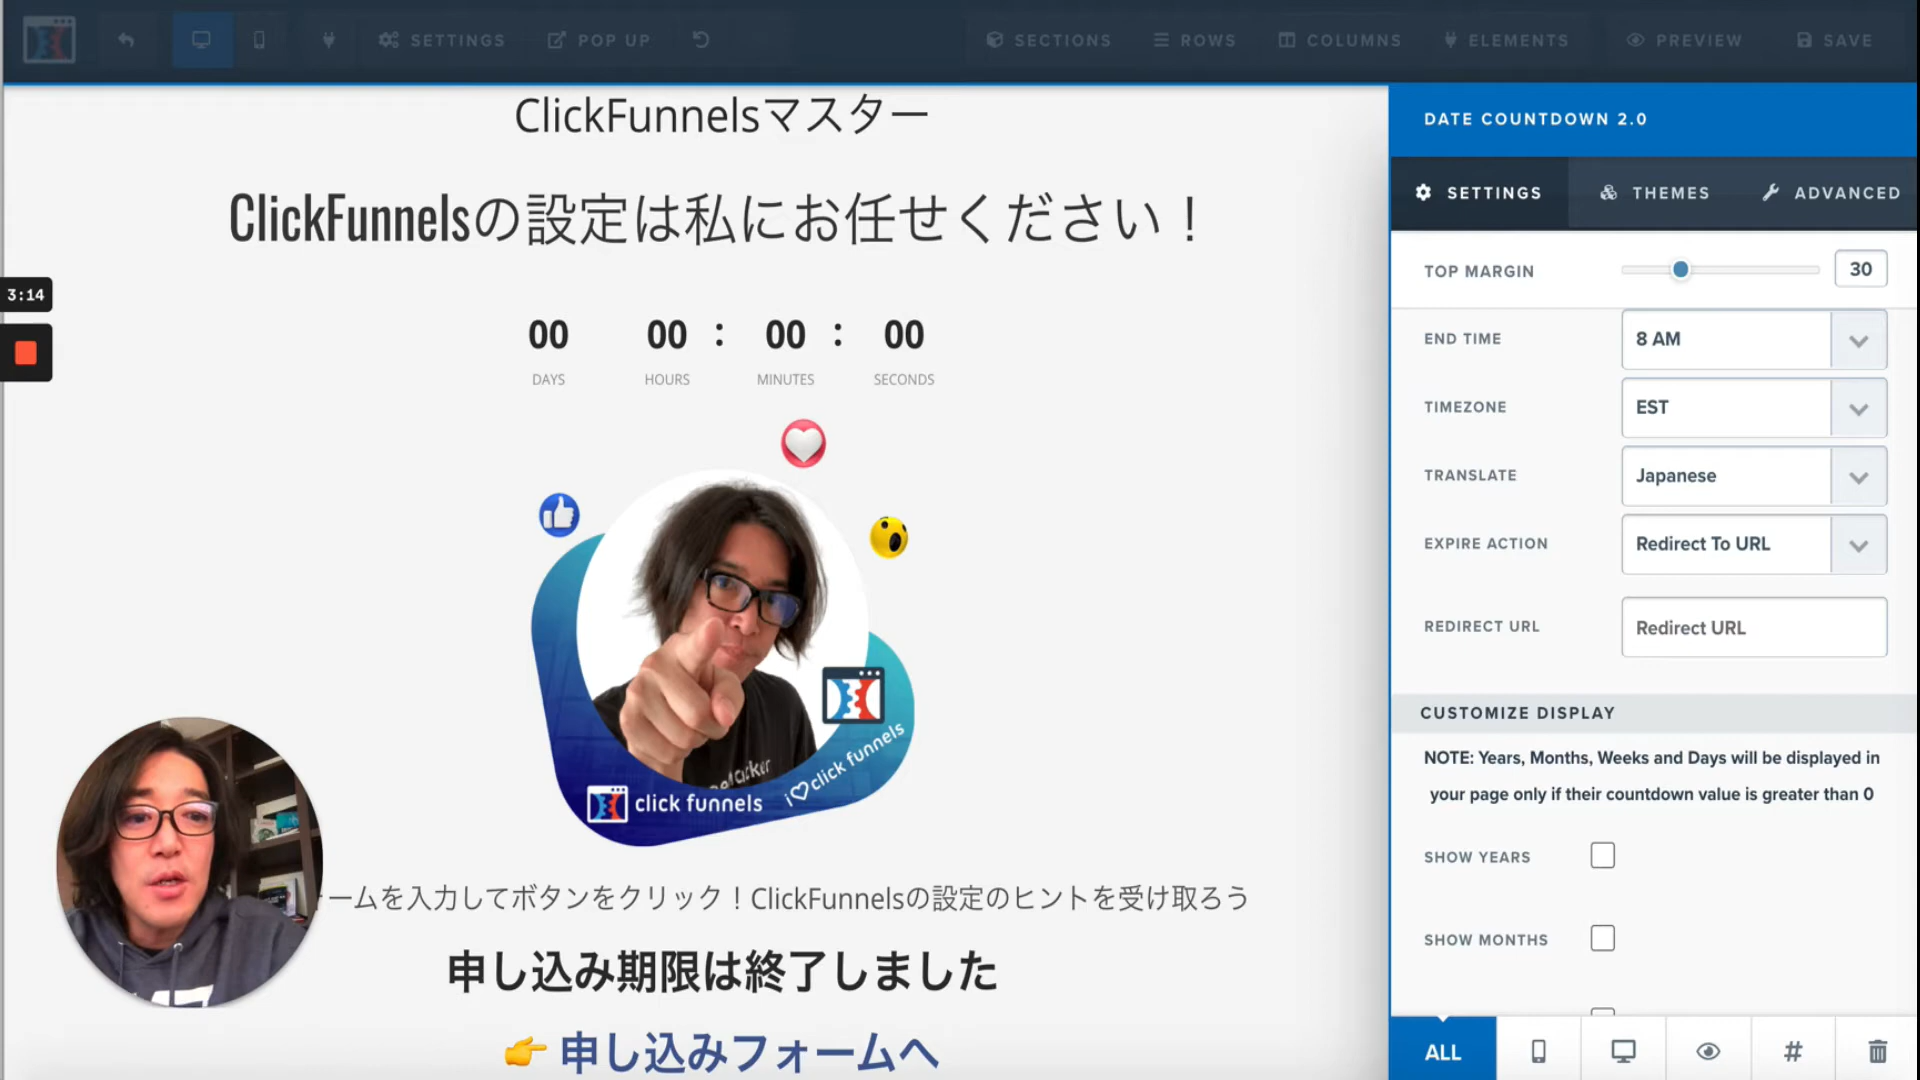 SETTINGS
POP UP
SECTIONS
ROWS
COLUMNS
ELEMENTS
PREVIEW
SAVE
ClickFunnelsマスター
ClickFunnelsの設定は私にお任せください！
3:14
00 00 : 00 : 00
DAYS HOURS MINUTES SECONDS
click funnels
i click funnels
ームを入力してボタンをクリック！ClickFunnelsの設定のヒントを受け取ろう
申し込み期限は終了しました
👉 申し込みフォームへ
DATE COUNTDOWN 2.0
SETTINGS
THEMES
ADVANCED
TOP MARGIN 30
END TIME 8 AM
TIMEZONE EST
TRANSLATE Japanese
EXPIRE ACTION Redirect To URL
REDIRECT URL Redirect URL
CUSTOMIZE DISPLAY
NOTE: Years, Months, Weeks and Days will be displayed in
your page only if their countdown value is greater than 0
SHOW YEARS
SHOW MONTHS
ALL
#